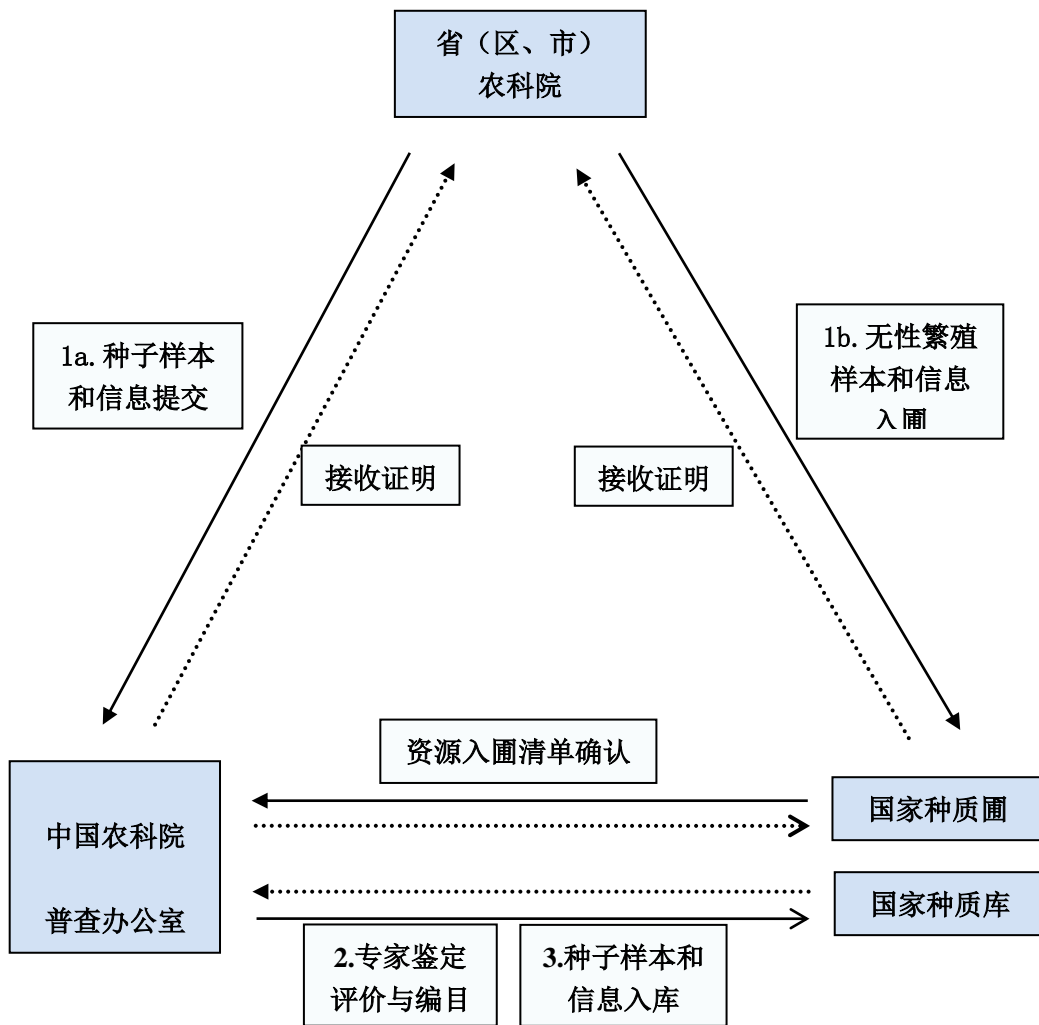 省（区、市）
农科院
1a.种子样本
和信息提交
1b.无性繁殖
样本和信息
入圃
接收证明
接收证明
资源入圃清单确认
中国农科院
普查办公室
国家种质圃
国家种质库
2.专家鉴定
评价与编目
3.种子样本和
信息入库